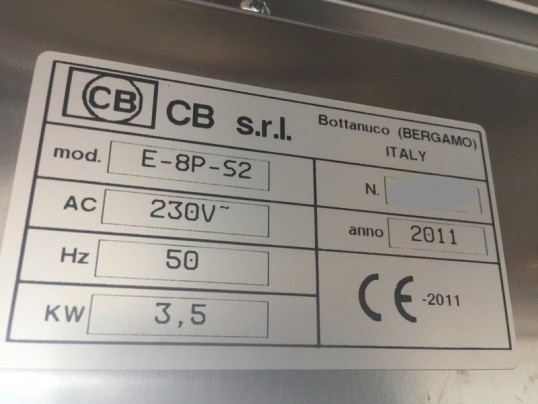 CB CB s.r.l. Bottanuco (BERGAMO)
ITALY
mod. E-8P-S2
N.
AC 230V~
anno 2011
Hz 50
CE -2011
KW 3,5